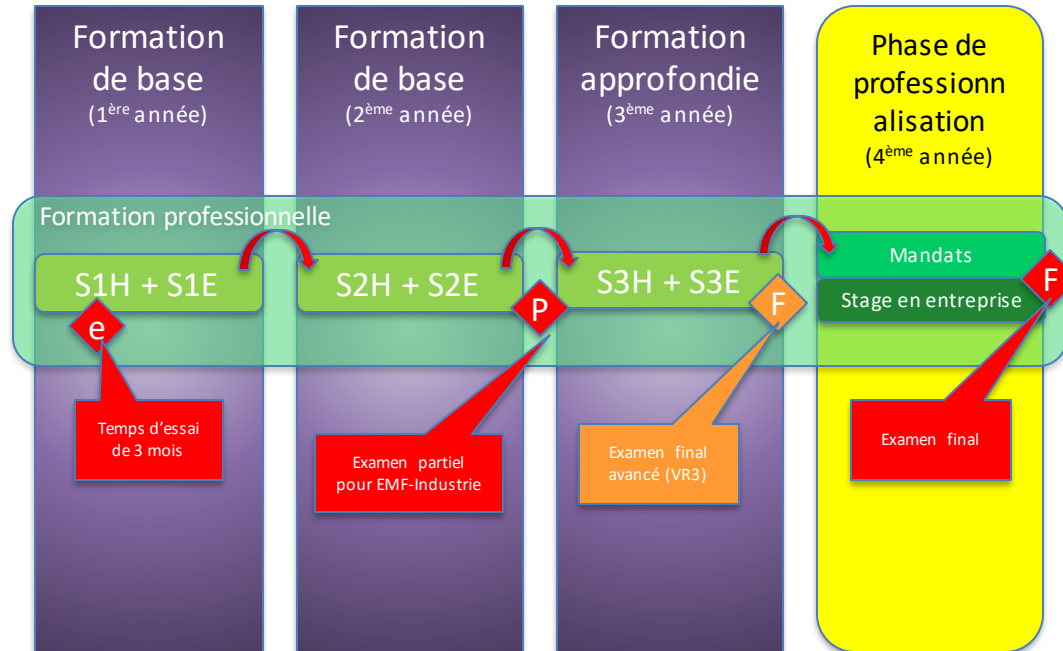 Formation
de base
(1ère année)
Formation
de base
(2ème année)
Formation
approfondie
(3ème année)
Phase de
professionn
alisation
(4ème année)
Formation professionnelle
S1H + S1E
S2H + S2E
S3H + S3E
Mandats
Stage en entreprise
e
P
F
F
Temps d'essai
de 3 mois
Examen partiel
pour EMF-Industrie
Examen final
avancé (VR3)
Examen final